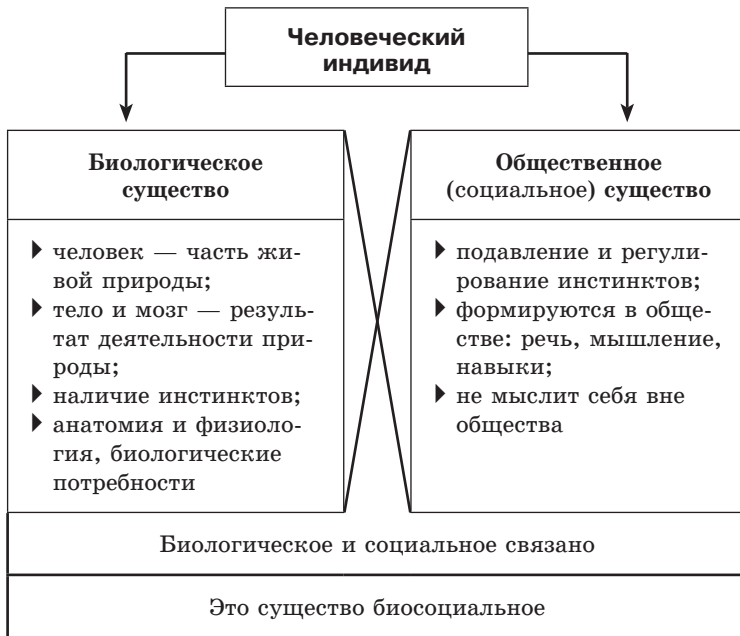 Человеческий
индивид
Биологическое
существо
▶ человек — часть жи-
вой природы;
▶ тело и мозг — резуль-
тат деятельности при-
роды;
▶ наличие инстинктов;
▶ анатомия и физиоло-
гия, биологические
потребности
Общественное
(социальное) существо
▶ подавление и регули-
рование инстинктов;
▶ формируются в обще-
стве: речь, мышление,
навыки;
▶ не мыслит себя вне
общества
Биологическое и социальное связано
Это существо биосоциальное